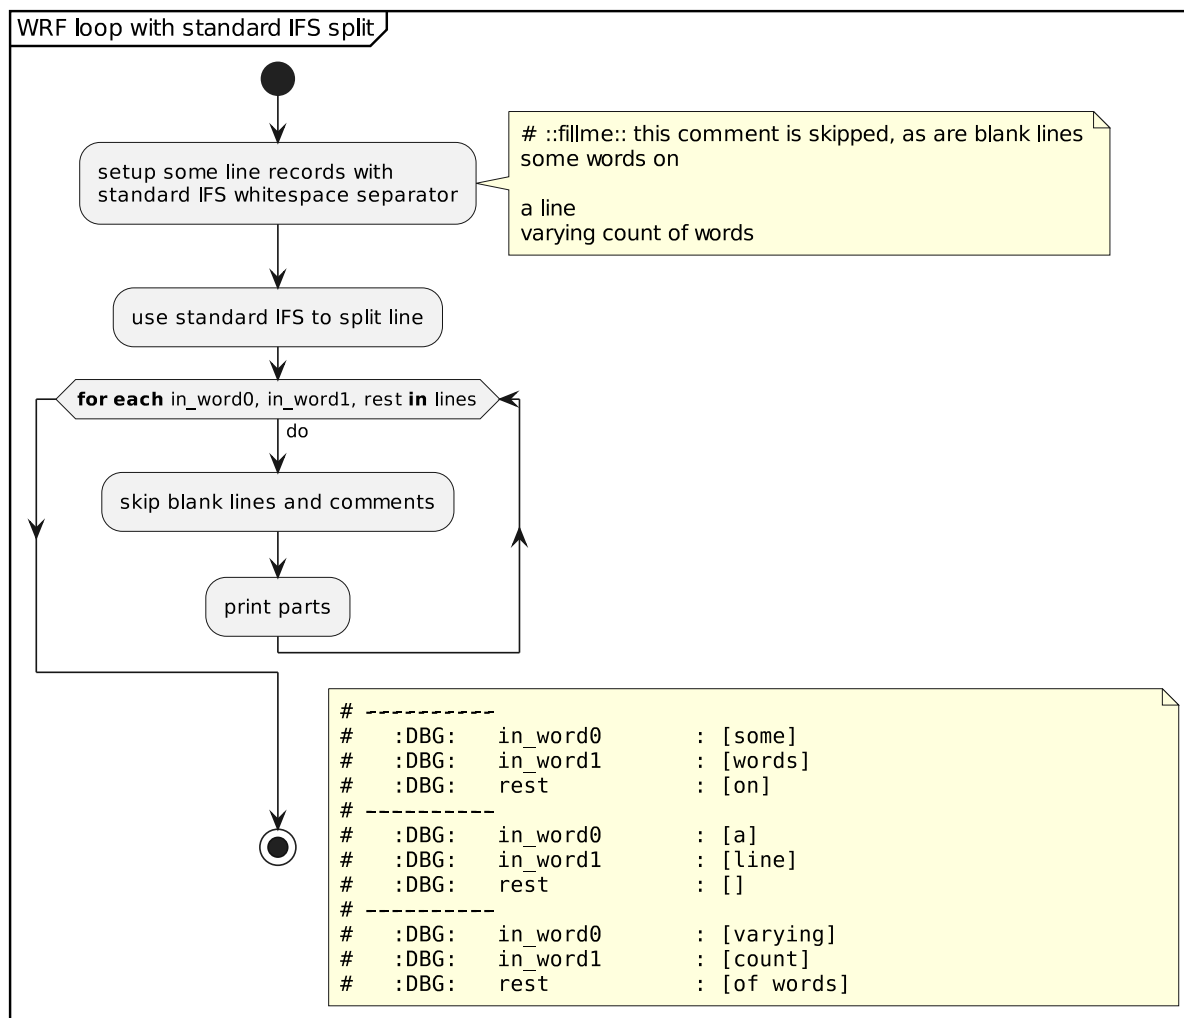 WRF loop with standard IFS split
setup some line records with
standard IFS whitespace separator
# ::fillme:: this comment is skipped, as are blank lines
some words on
a line
varying count of words
use standard IFS to split line
for each in_word0, in_word1, rest in lines
do
skip blank lines and comments
print parts
# ----------
#   :DBG:   in_word0       : [some]
#   :DBG:   in_word1       : [words]
#   :DBG:   rest           : [on]
# ----------
#   :DBG:   in_word0       : [a]
#   :DBG:   in_word1       : [line]
#   :DBG:   rest           : []
# ----------
#   :DBG:   in_word0       : [varying]
#   :DBG:   in_word1       : [count]
#   :DBG:   rest           : [of words]